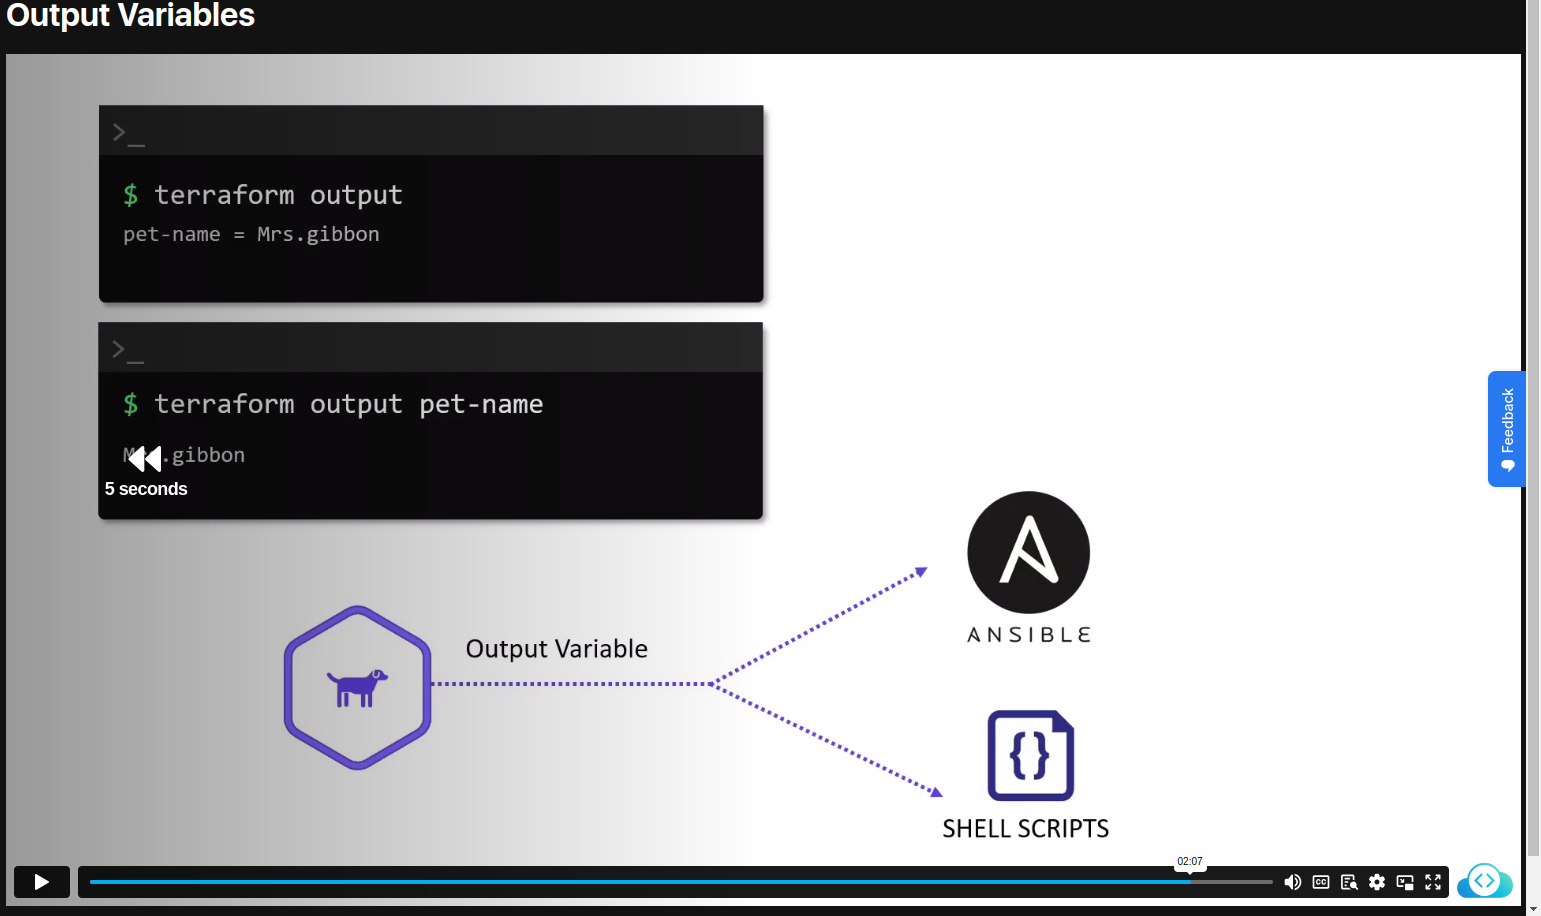 Output Variables
>_
$ terraform output
pet-name = Mrs.gibbon
>_
$ terraform output pet-name
.gibbon
5 seconds
Output Variable
ANSIBLE
SHELL SCRIPTS
Feedback
02:07
CC